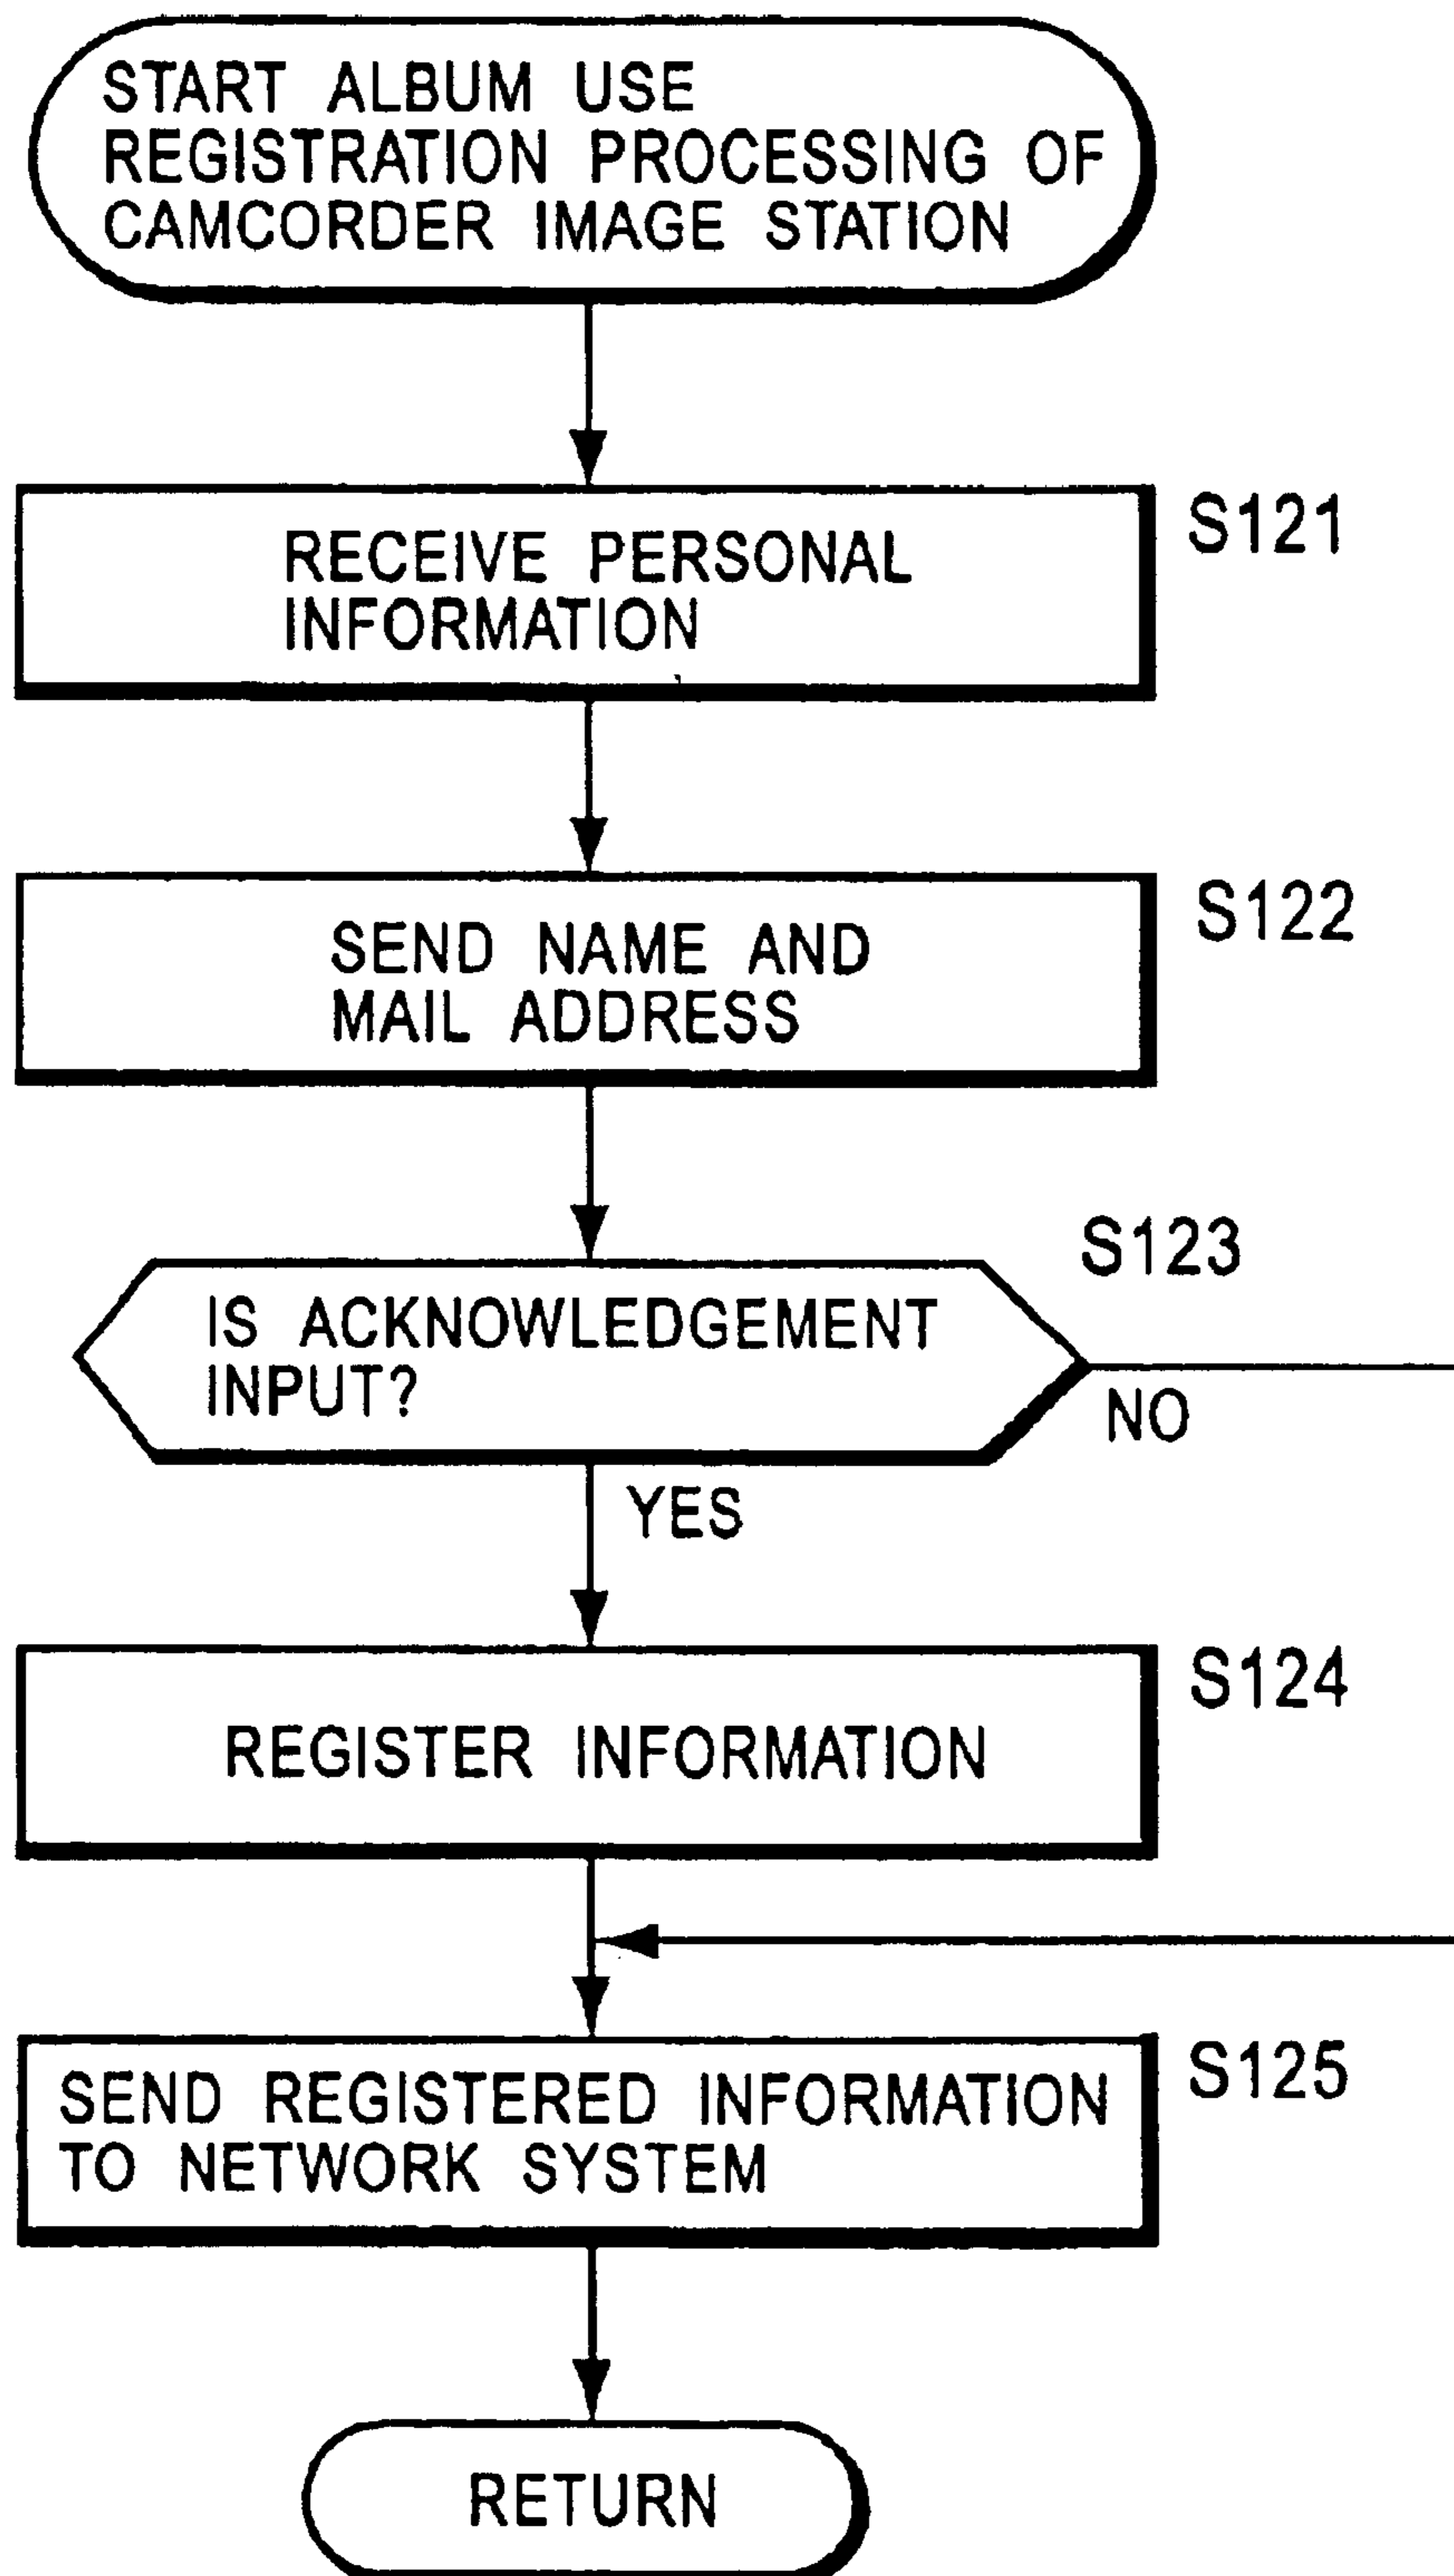 START ALBUM USE
REGISTRATION PROCESSING OF
CAMCORDER IMAGE STATION
RECEIVE PERSONAL
INFORMATION
S121
SEND NAME AND
MAIL ADDRESS
S122
S123
IS ACKNOWLEDGEMENT
INPUT?
NO
YES
REGISTER INFORMATION
S124
SEND REGISTERED INFORMATION
TO NETWORK SYSTEM
S125
RETURN